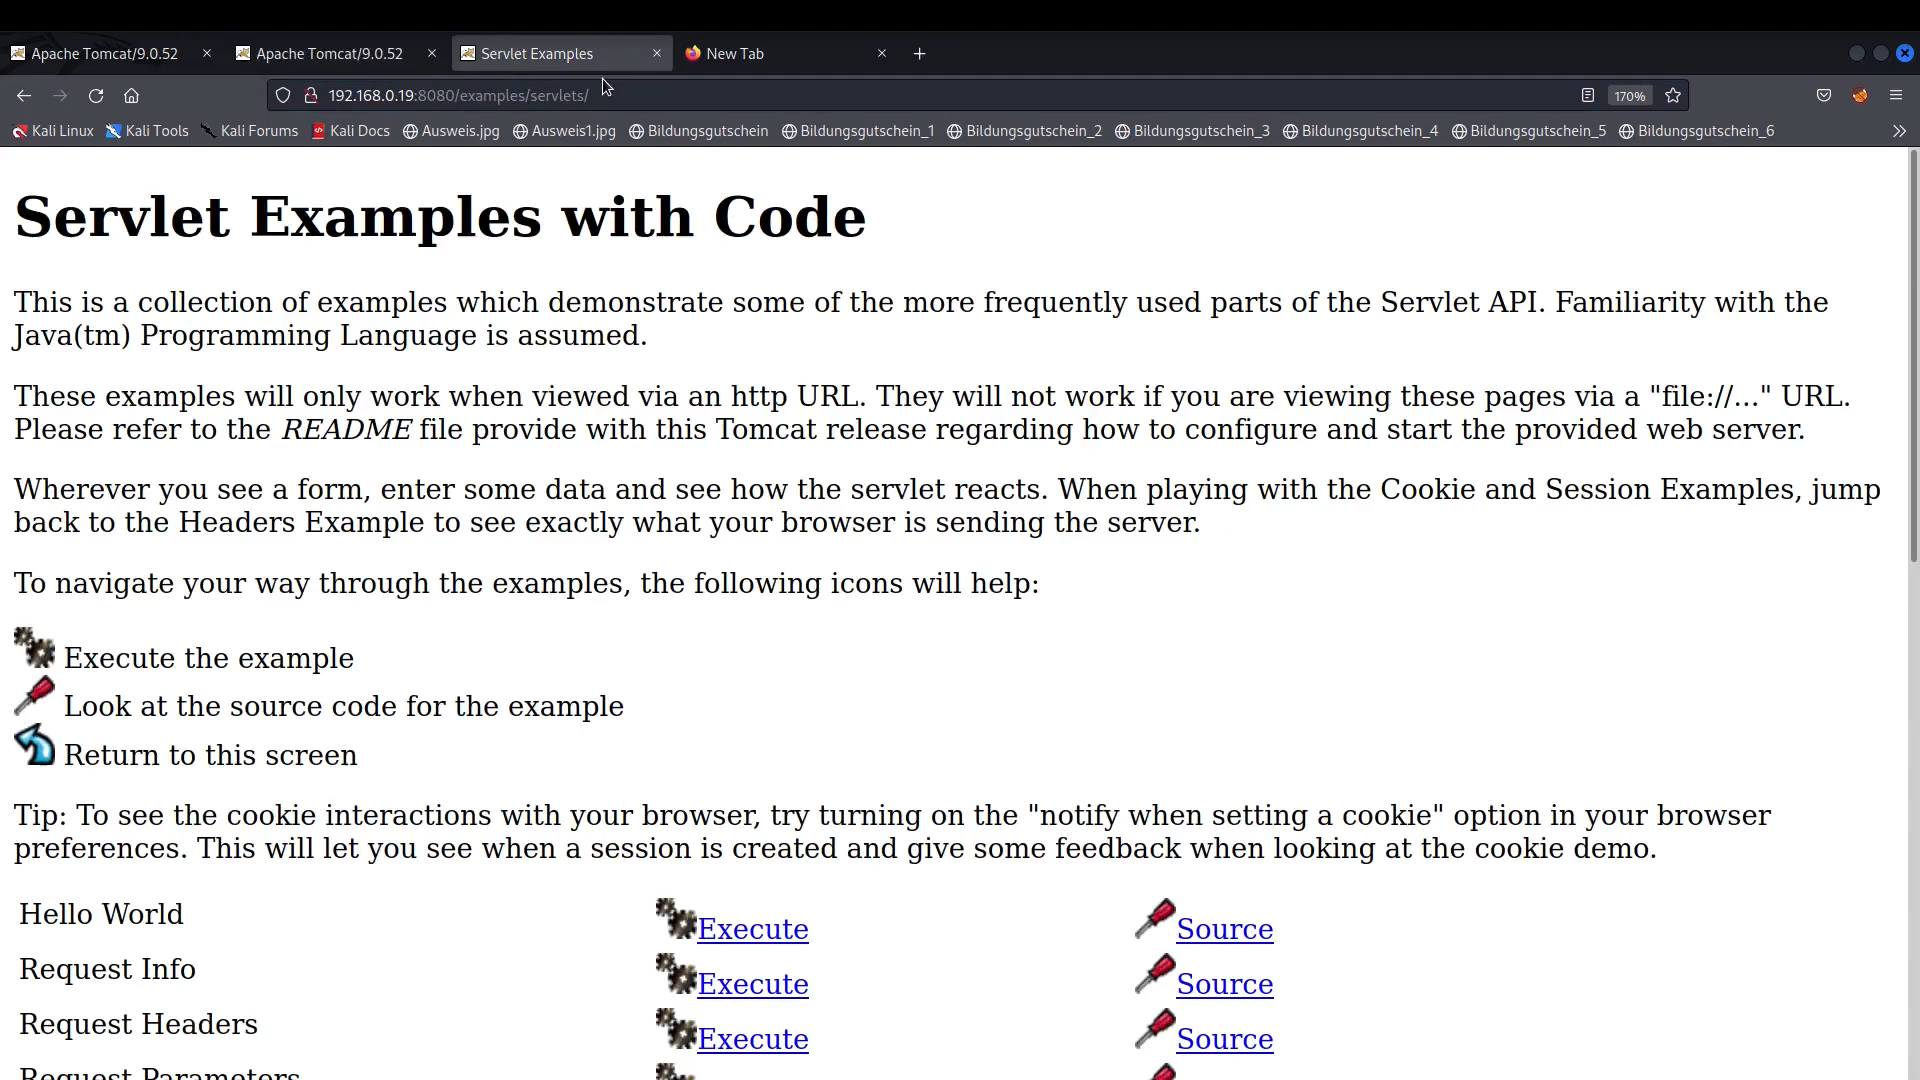 Apache Tomcat/9.0.52
Apache Tomcat/9.0.52
Servlet Examples
New Tab
192.168.0.19:8080/examples/servlets/
170%
Kali Linux
Kali Tools
Kali Forums
Kali Docs
Ausweis.jpg
Ausweis1.jpg
Bildungsgutschein
Bildungsgutschein_1
Bildungsgutschein_2
Bildungsgutschein_3
Bildungsgutschein_4
Bildungsgutschein_5
Bildungsgutschein_6
Servlet Examples with Code
This is a collection of examples which demonstrate some of the more frequently used parts of the Servlet API. Familiarity with the
Java(tm) Programming Language is assumed.
These examples will only work when viewed via an http URL. They will not work if you are viewing these pages via a "file://..." URL.
Please refer to the README file provide with this Tomcat release regarding how to configure and start the provided web server.
Wherever you see a form, enter some data and see how the servlet reacts. When playing with the Cookie and Session Examples, jump
back to the Headers Example to see exactly what your browser is sending the server.
To navigate your way through the examples, the following icons will help:
Execute the example
Look at the source code for the example
Return to this screen
Tip: To see the cookie interactions with your browser, try turning on the "notify when setting a cookie" option in your browser
preferences. This will let you see when a session is created and give some feedback when looking at the cookie demo.
Hello World Execute Source
Request Info Execute Source
Request Headers Execute Source
Request Parameters